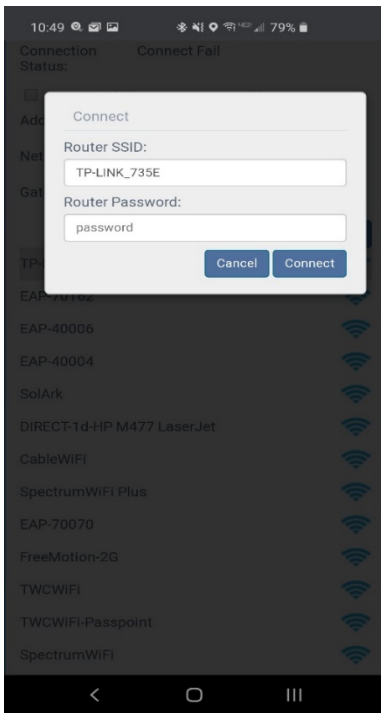 10:49 79%
Connection Connect Fail
Status:
Connect
Router SSID:
TP-LINK_735E
Router Password:
password
Cancel Connect
EAP-70162
EAP-40006
EAP-40004
SolArk
DIRECT-1d-HP M477 LaserJet
CableWiFi
SpectrumWiFi Plus
EAP-70070
FreeMotion-2G
TWCWiFi
TWCWiFi-Passpoint
SpectrumWiFi